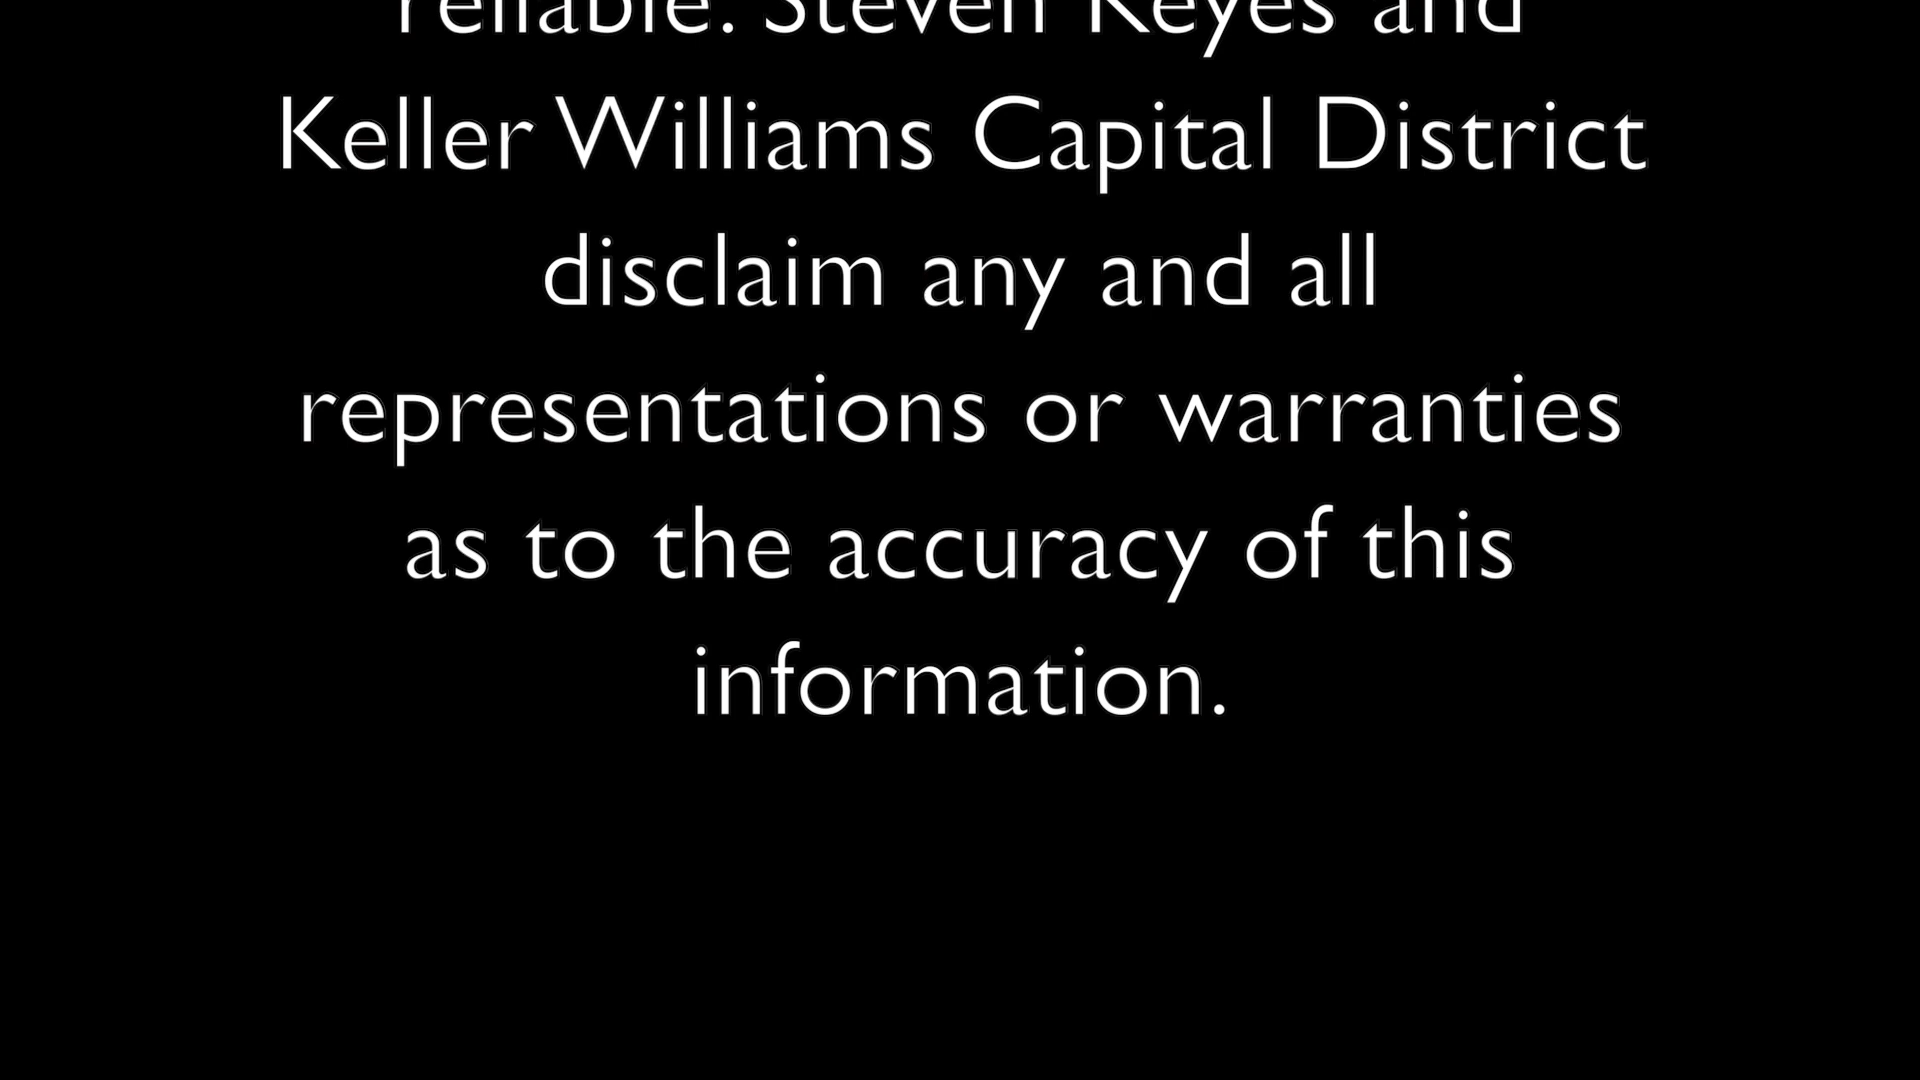 reliable. Steven Keyes and
Keller Williams Capital District
disclaim any and all
representations or warranties
as to the accuracy of this
information.